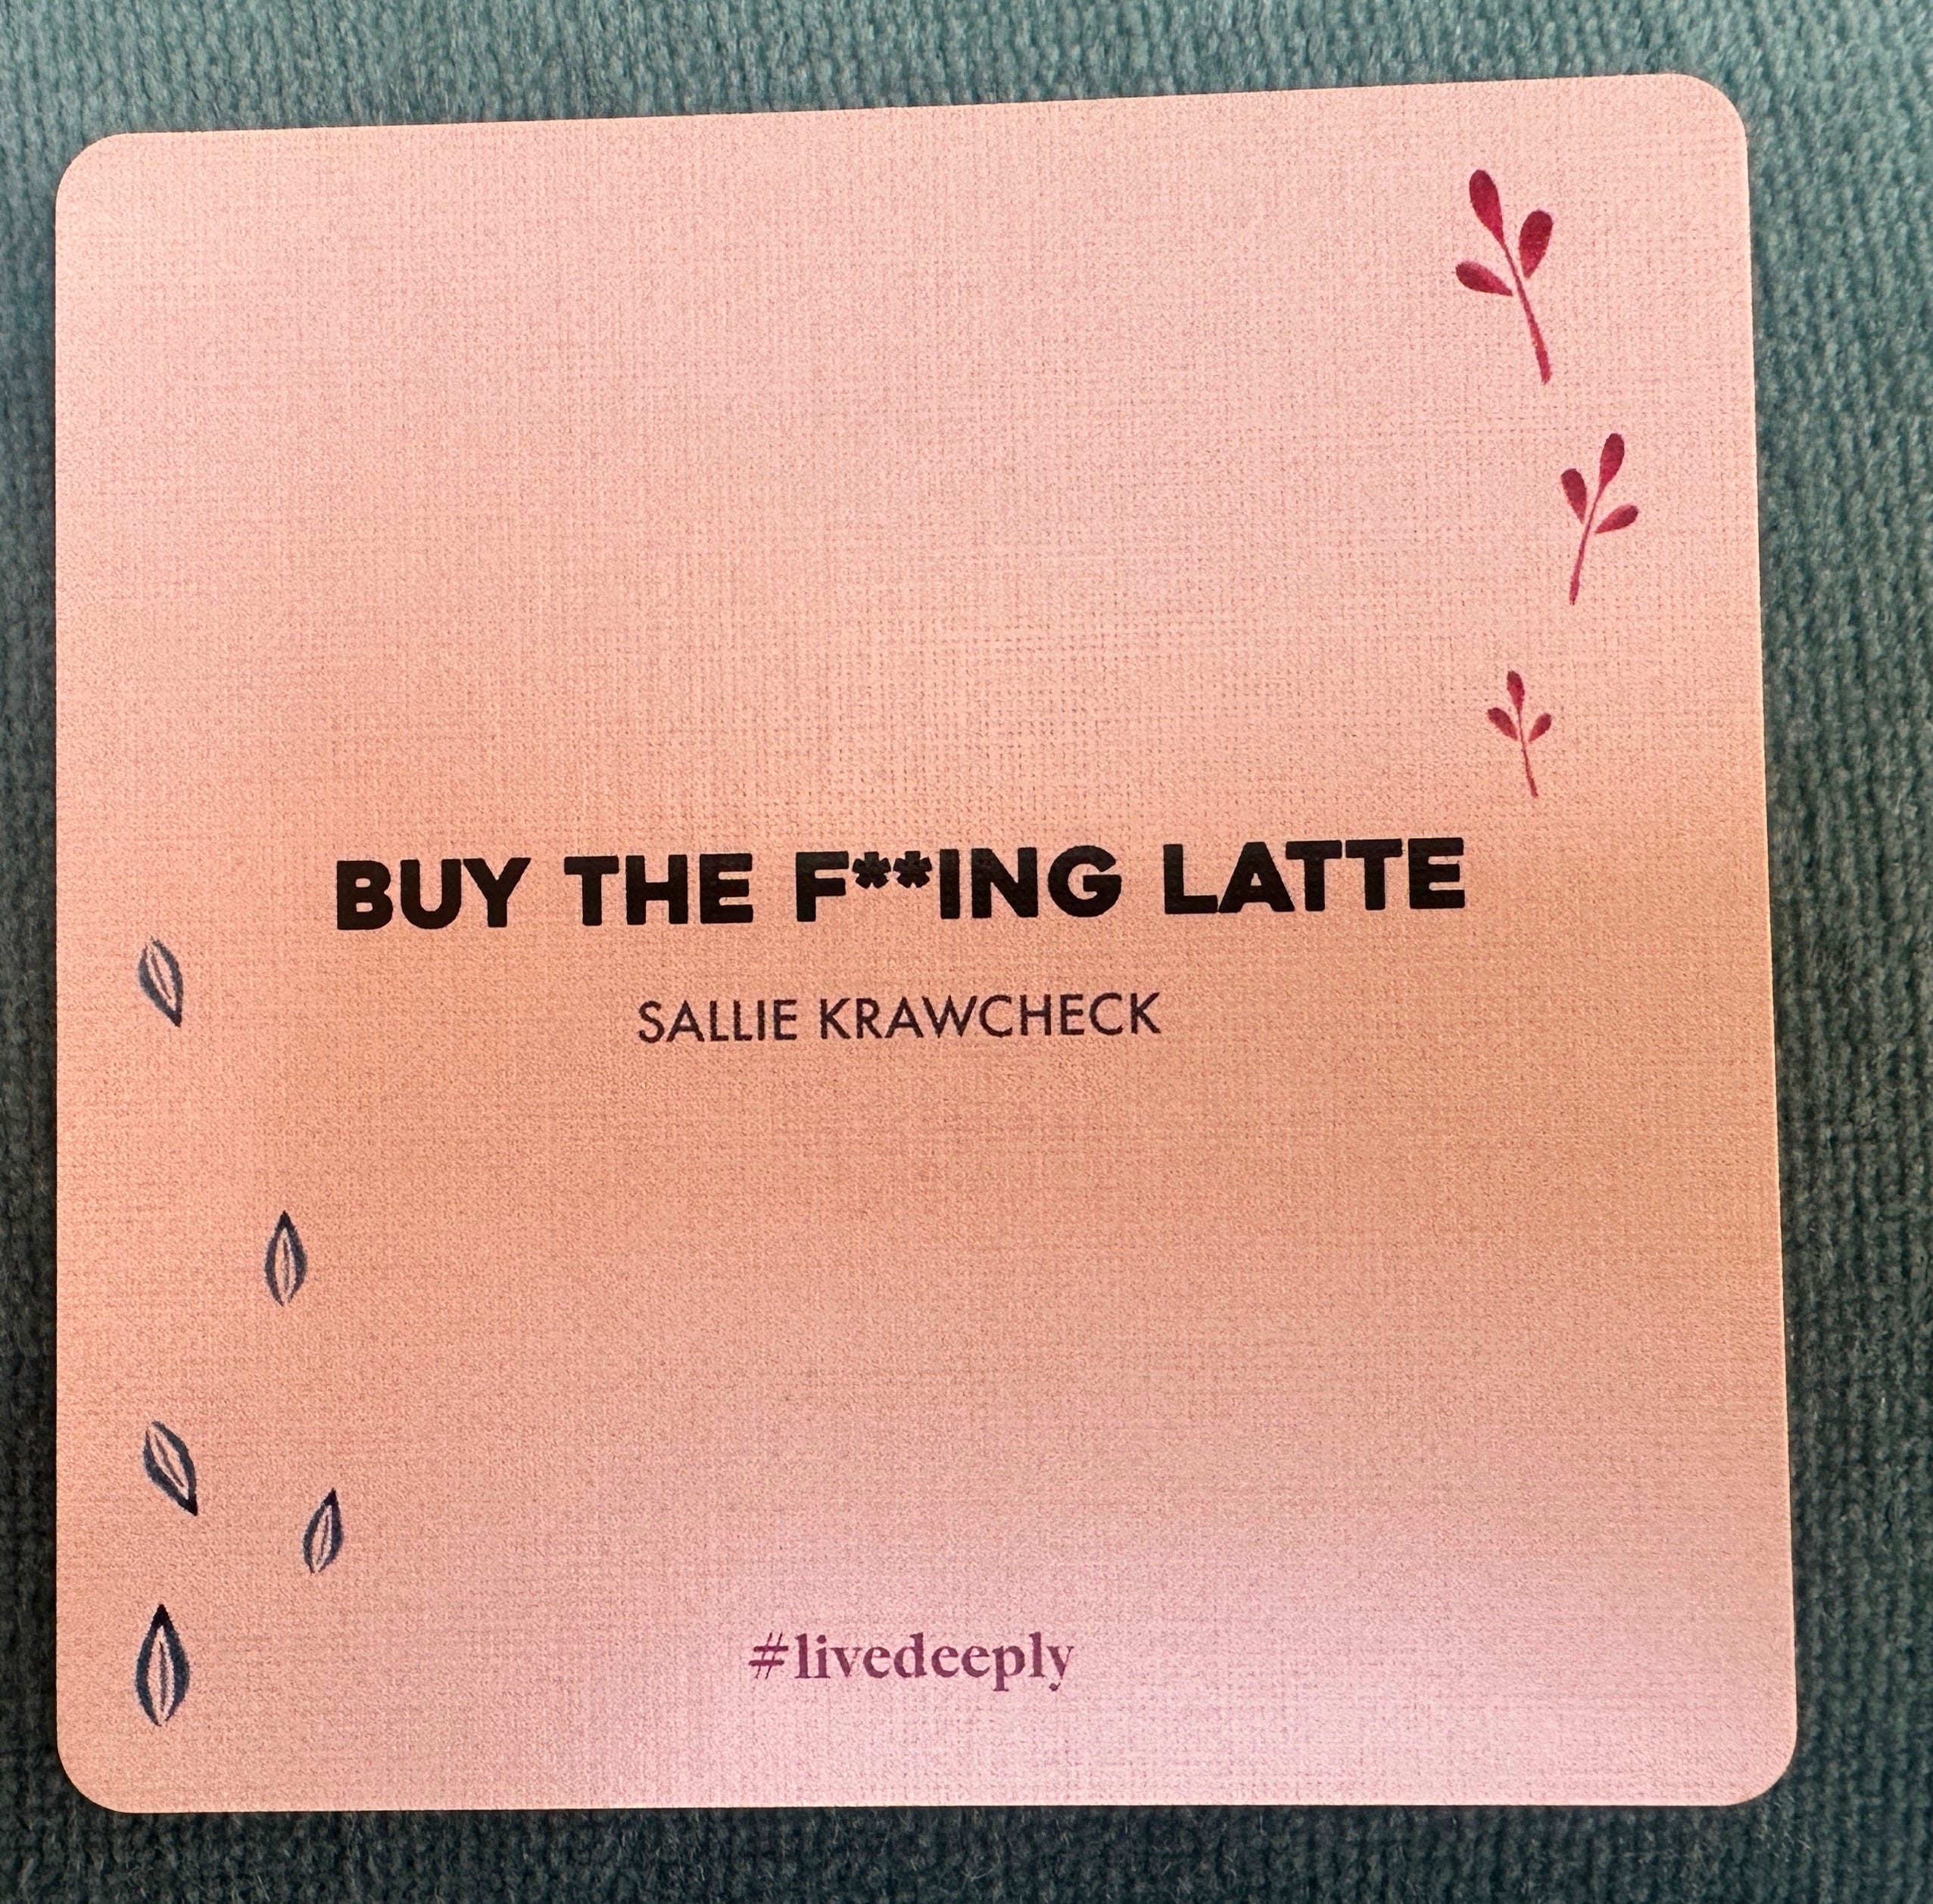 BUY THE F**ING LATTE
SALLIE KRAWCHECK
#livedeeply